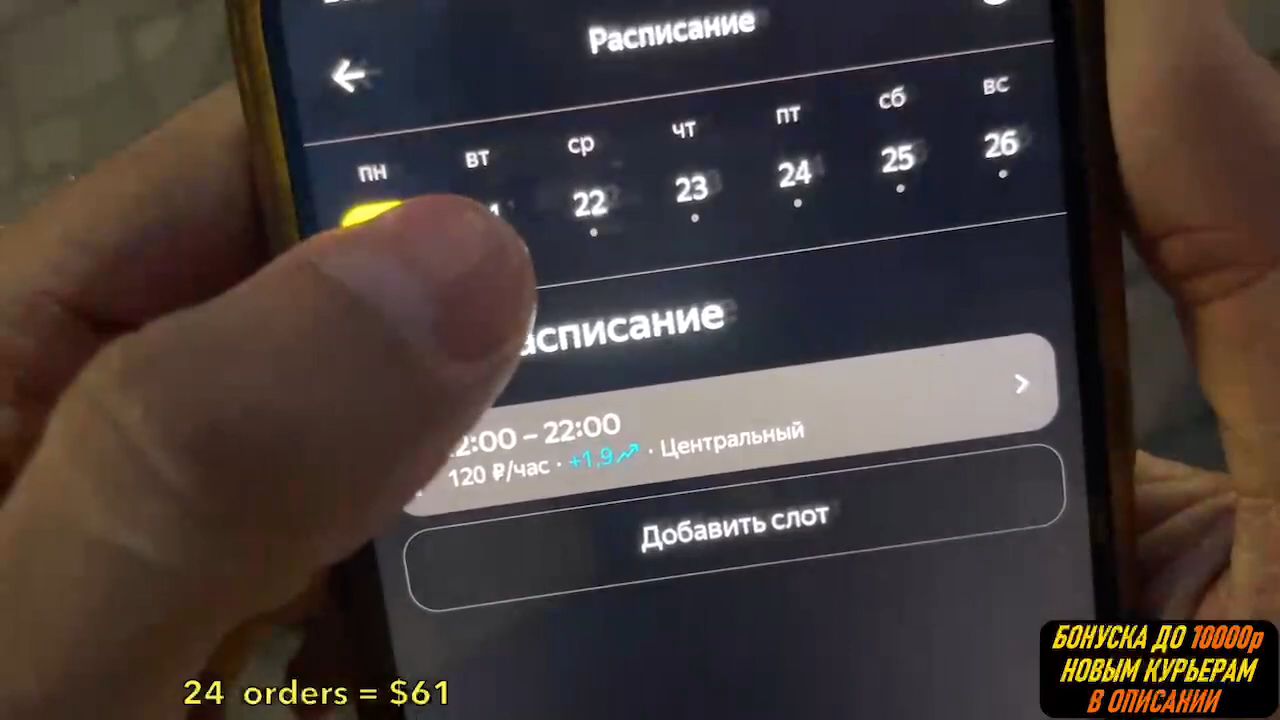 Расписание
пн вт ср чт пт сб вс
22 23 24 25 26
асписание
2:00 – 22:00
120 ₽/час · +1,9 · Центральный
Добавить слот
24 orders = $61
БОНУСКА ДО 10000р
НОВЫМ КУРЬЕРАМ
В ОПИСАНИИ